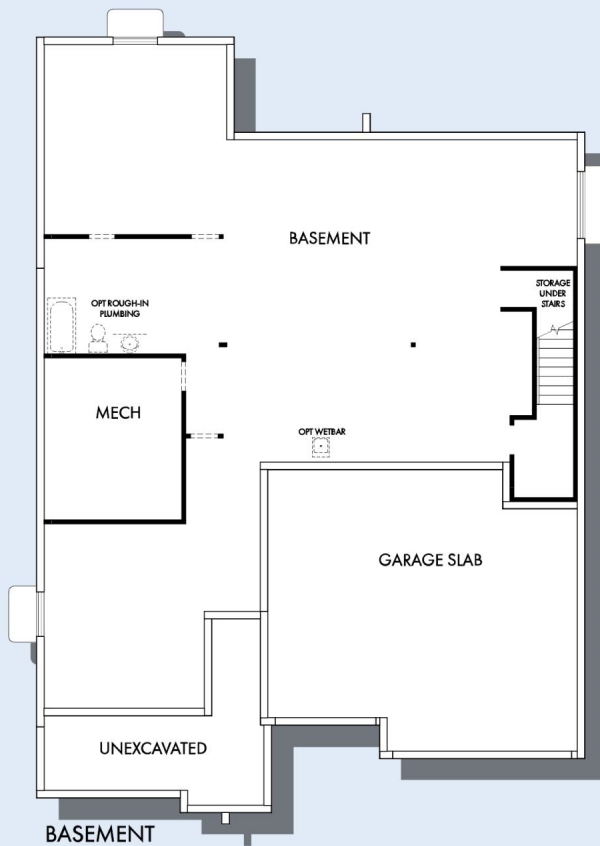 BASEMENT
STORAGE
UNDER
STAIRS
OPT ROUGH-IN
PLUMBING
MECH
OPT WETBAR
GARAGE SLAB
UNEXCAVATED
BASEMENT